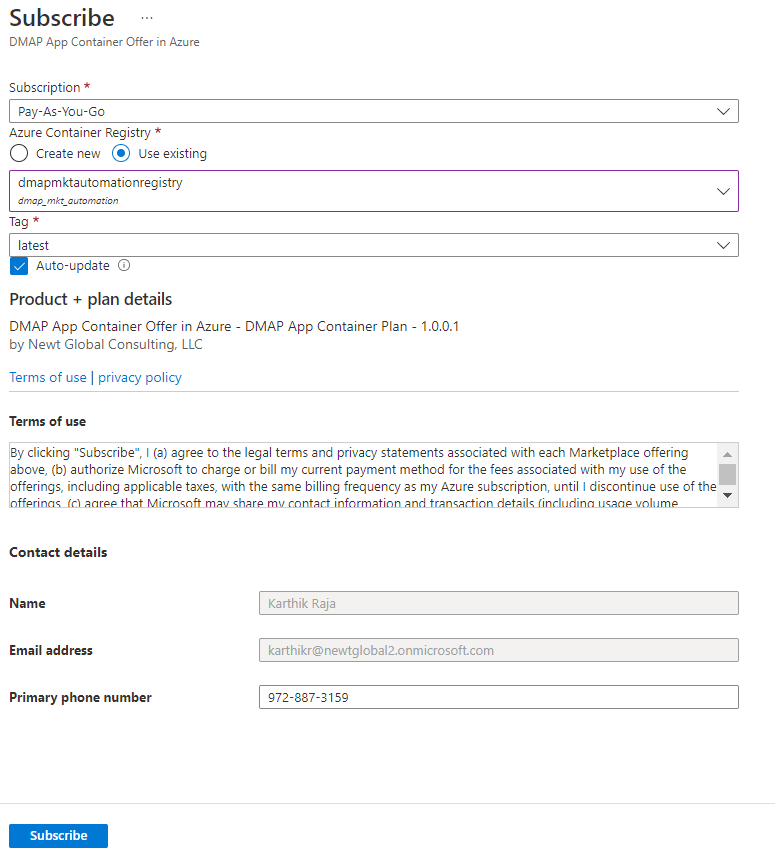 Subscribe ...
DMAP App Container Offer in Azure
Subscription *
Pay-As-You-Go
Azure Container Registry *
Create new Use existing
dmapmktautomationregistry
dmap_mkt_automation
Tag *
latest
Auto-update
Product + plan details
DMAP App Container Offer in Azure - DMAP App Container Plan - 1.0.0.1
by Newt Global Consulting, LLC
Terms of use | privacy policy
Terms of use
By clicking "Subscribe", I (a) agree to the legal terms and privacy statements associated with each Marketplace offering
above, (b) authorize Microsoft to charge or bill my current payment method for the fees associated with my use of the
offerings, including applicable taxes, with the same billing frequency as my Azure subscription, until I discontinue use of the
offerings, (c) agree that Microsoft may share my contact information and transaction details (including usage volume
Contact details
Name
Karthik Raja
Email address
karthikr@newtglobal2.onmicrosoft.com
Primary phone number
972-887-3159
Subscribe